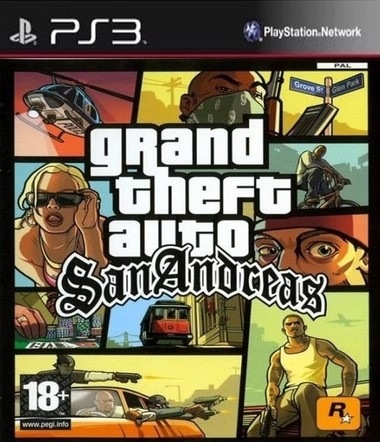 PS3
PlayStation Network
PAL
Grove St
Glen Park
grand
theft
auto
San Andreas
18+
www.pegi.info
R